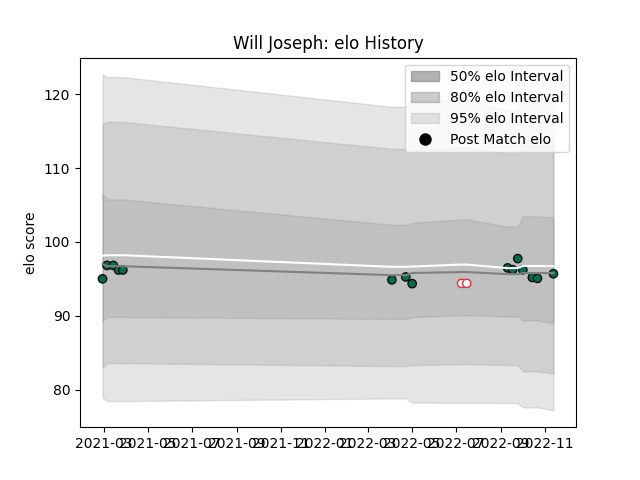 Will Joseph: elo History
50% elo Interval
80% elo Interval
95% elo Interval
Post Match elo
elo score
120
110
100
90
80
2021-03 2021-05 2021-07 2021-09 2021-11 2022-01 2022-03 2022-05 2022-07 2022-09 2022-11